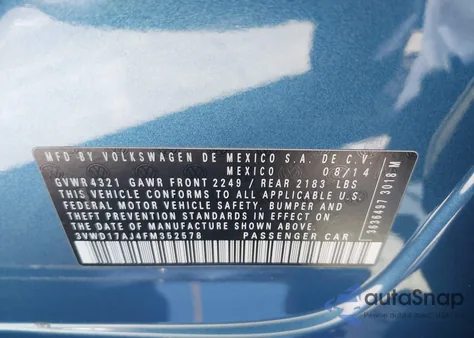 MFD BY VOLKSWAGEN DE MEXICO S.A. DE C.V.
MEXICO 08/14
GVWR 4321 GAWR FRONT 2249 / REAR 2183 LBS
THIS VEHICLE CONFORMS TO ALL APPLICABLE U.S.
FEDERAL MOTOR VEHICLE SAFETY, BUMPER AND
THEFT PREVENTION STANDARDS IN EFFECT ON
DATE OF MANUFACTURE SHOWN ABOVE.
3VWD17AJ4FM352578 PASSENGER CAR
3636497 3018 M
autoSnap